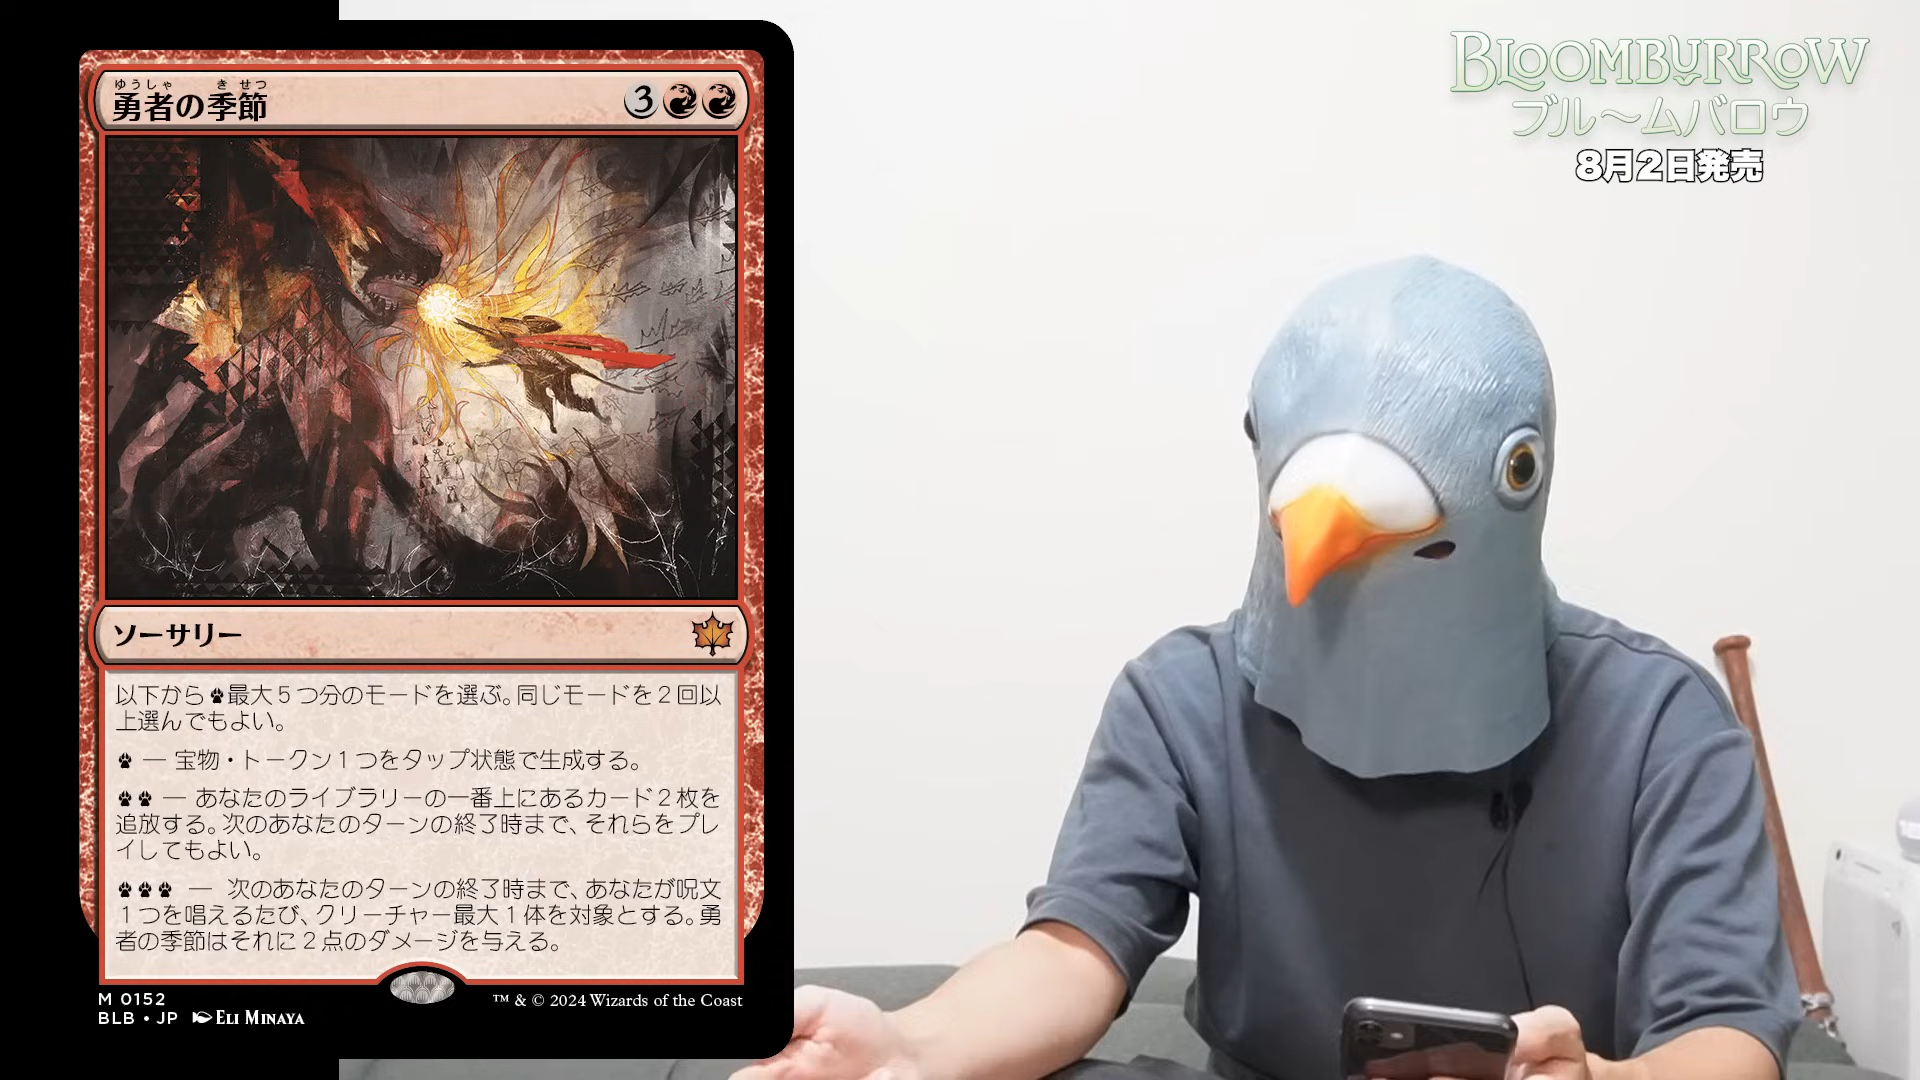 ゆうしゃ きせつ
勇者の季節 3
ソーサリー
以下から最大5つ分のモードを選ぶ。同じモードを2回以
上選んでもよい。
― 宝物・トークン1つをタップ状態で生成する。
― あなたのライブラリーの一番上にあるカード2枚を
追放する。次のあなたのターンの終了時まで、それらをプレ
イしてもよい。
― 次のあなたのターンの終了時まで、あなたが呪文
1つを唱えるたび、クリーチャー最大1体を対象とする。勇
者の季節はそれに2点のダメージを与える。
M 0152
BLB • JP ELI MINAYA
™ & © 2024 Wizards of the Coast
BLOOMBURROW
ブルームバロウ
8月2日発売